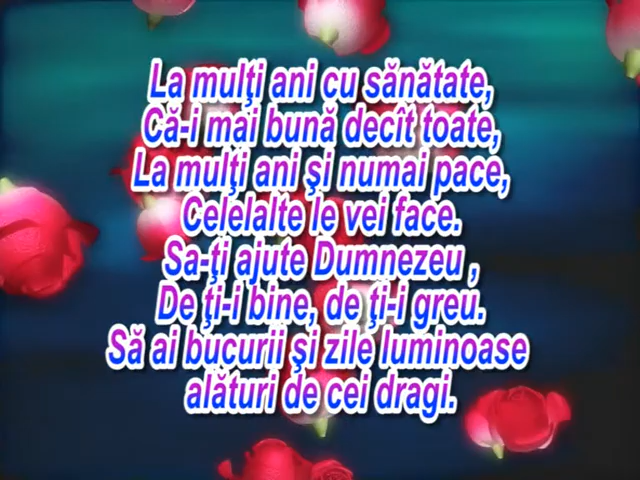 La mulţi ani cu sănătate,
Că-i mai bună decît toate,
La mulţi ani şi numai pace,
Celelalte le vei face.
Sa-ţi ajute Dumnezeu ,
De ţi-i bine, de ţi-i greu.
Să ai bucurii şi zile luminoase
alături de cei dragi.